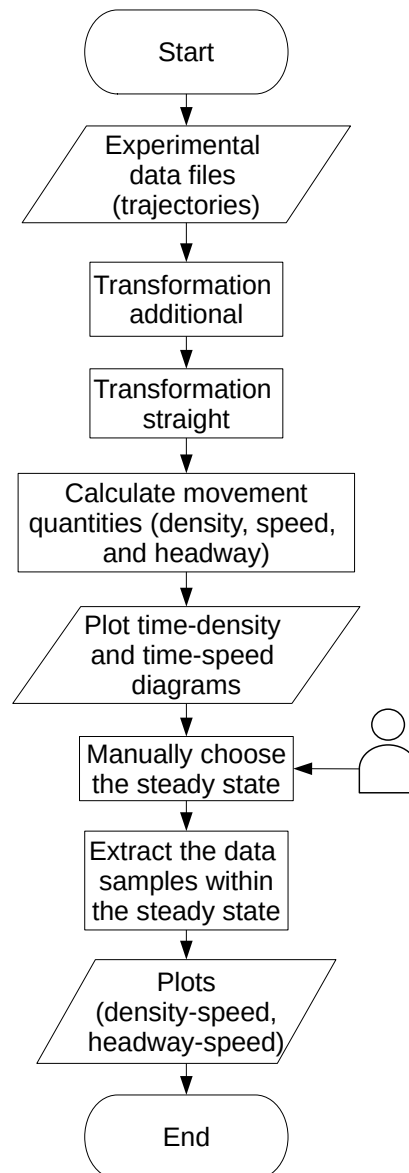 Start
Experimental
data files
(trajectories)
Transformation
additional
Transformation
straight
Calculate movement
quantities (density, speed,
and headway)
Plot time-density
and time-speed
diagrams
Manually choose
the steady state
Extract the data
samples within
the steady state
Plots
(density-speed,
headway-speed)
End